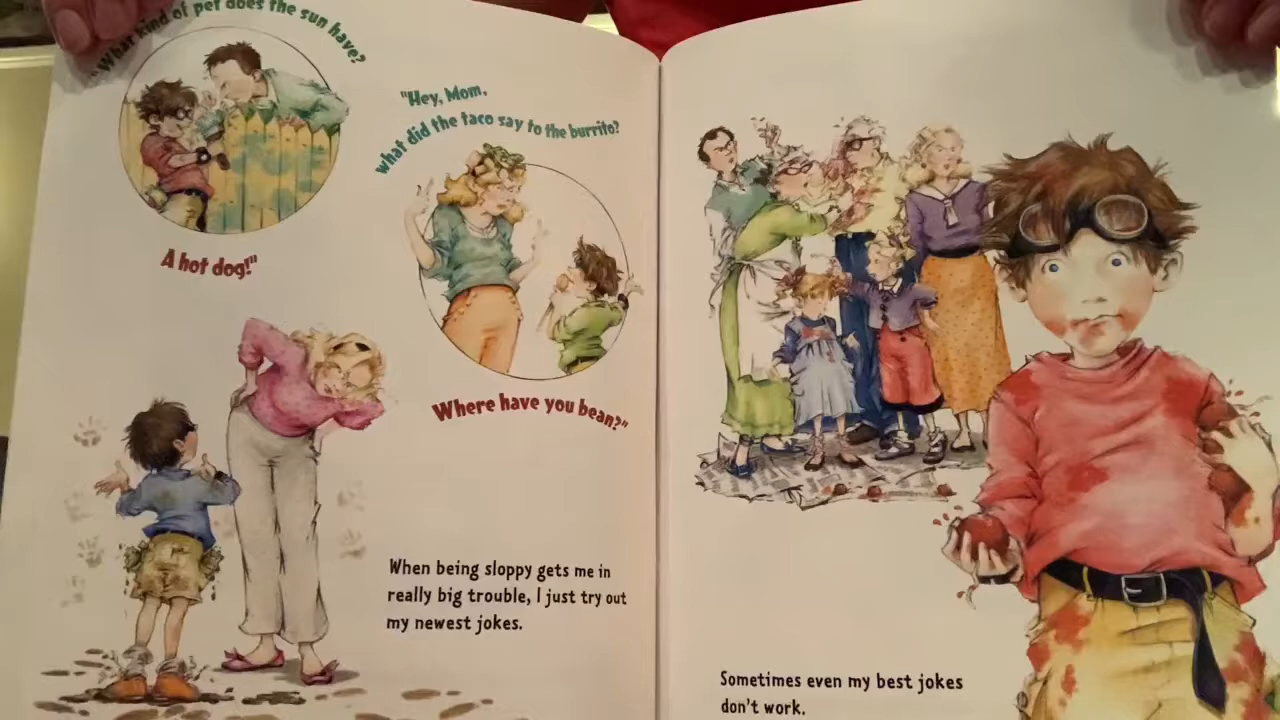 "What kind of pet does the sun have?
A hot dog!"
"Hey, Mom,
what did the taco say to the burrito?
Where have you bean?"
When being sloppy gets me in
really big trouble, I just try out
my newest jokes.
Sometimes even my best jokes
don't work.